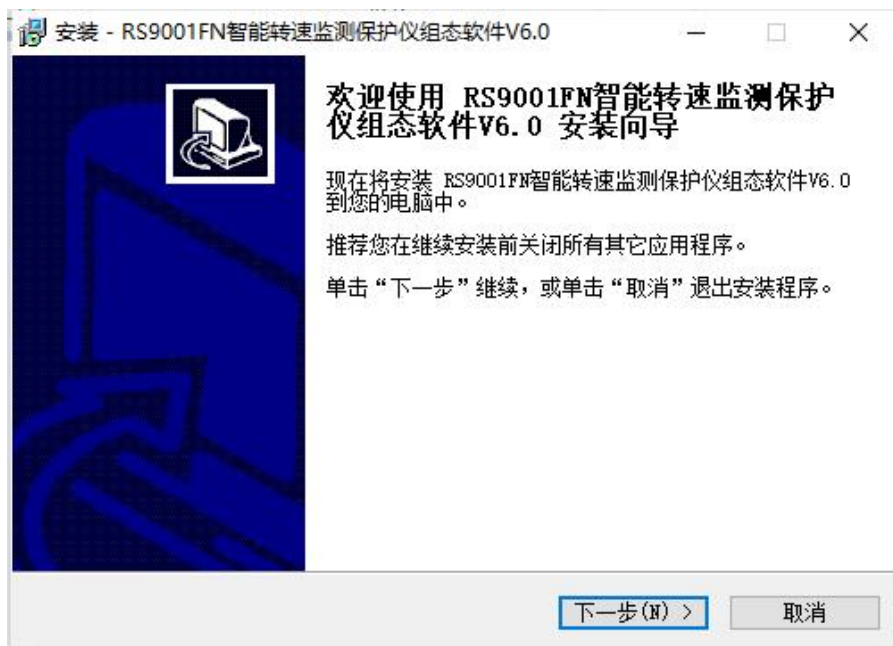 安装 - RS9001FN智能转速监测保护仪组态软件V6.0
欢迎使用 RS9001FN智能转速监测保护
仪组态软件V6.0 安装向导
现在将安装 RS9001FN智能转速监测保护仪组态软件V6.0
到您的电脑中。
推荐您在继续安装前关闭所有其它应用程序。
单击“下一步”继续，或单击“取消”退出安装程序。
下一步(N) >
取消